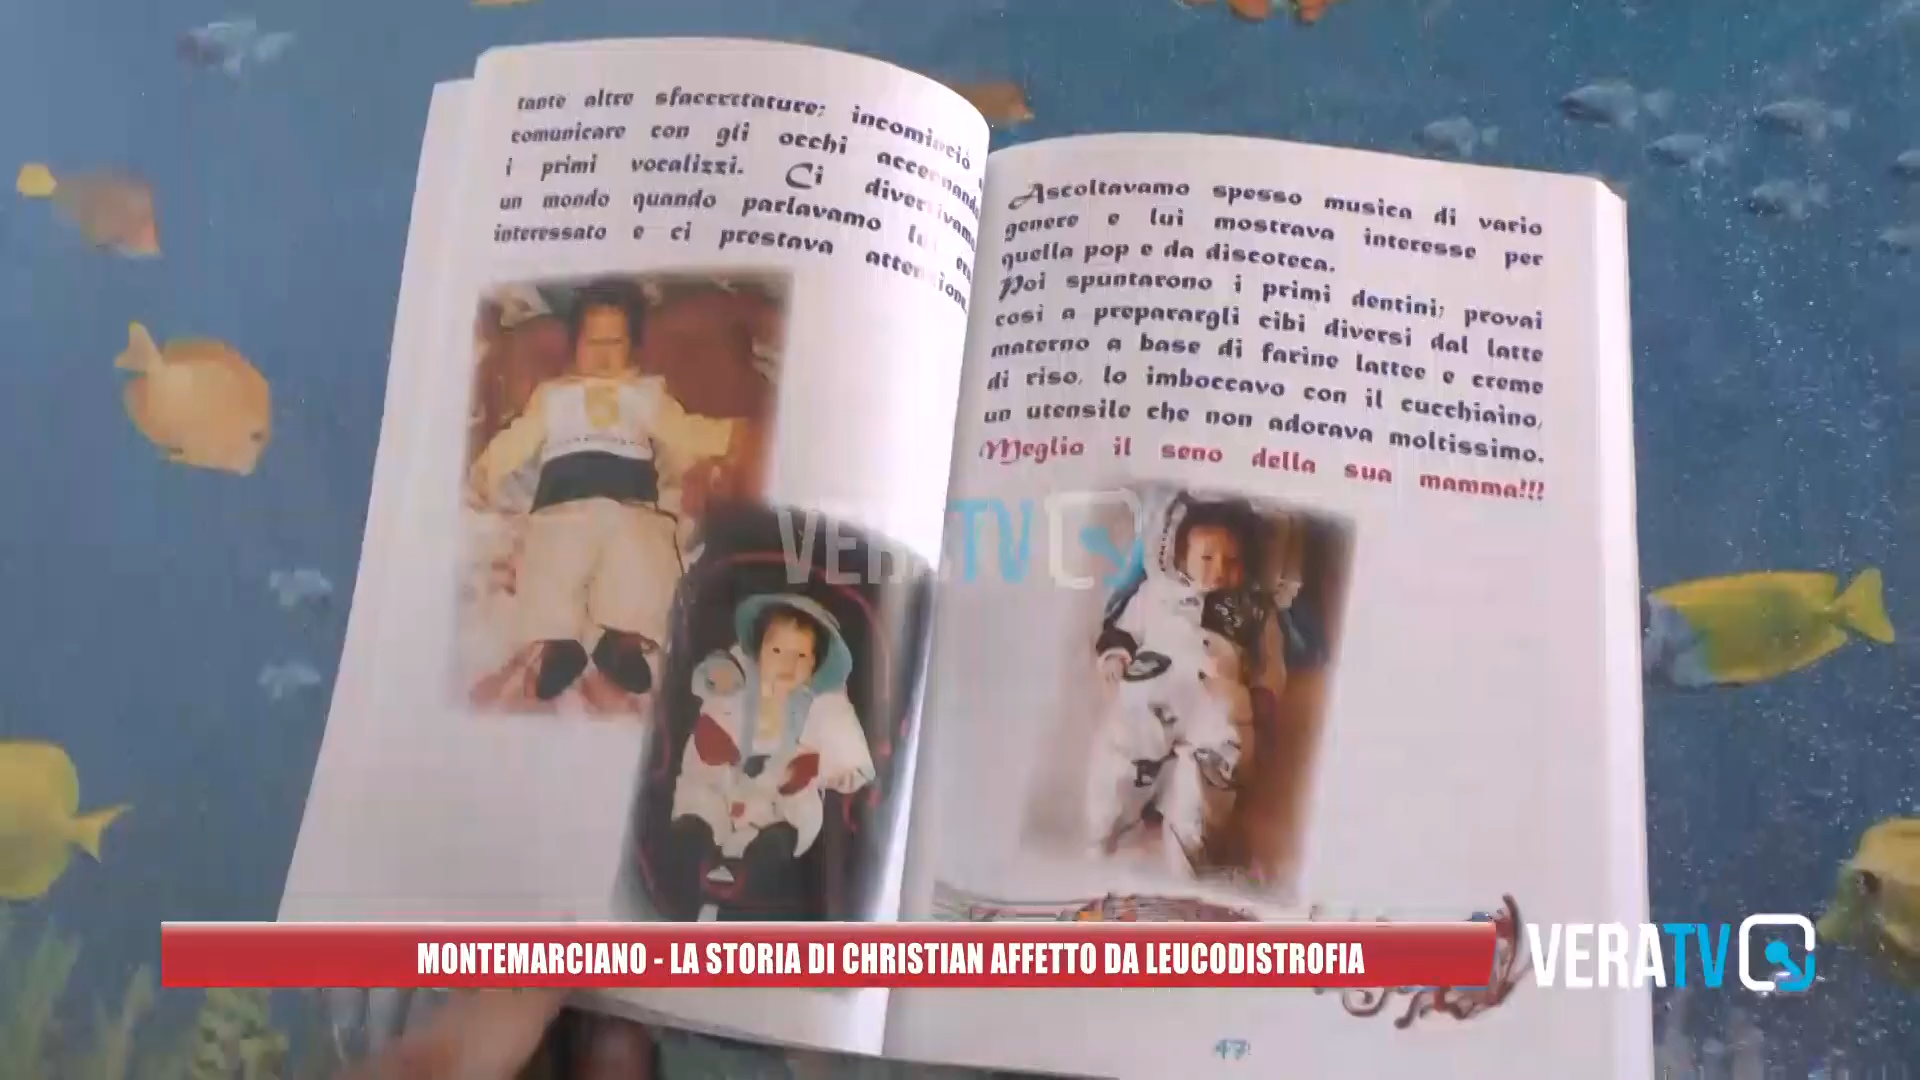 tante altre sfaccettature; incominciò
comunicare con gli occhi accennando
i primi vocalizzi. Ci divertivamo
un mondo quando parlavamo lui era
interessato e ci prestava attenzione
Ascoltavamo spesso musica di vario
genere e lui mostrava interesse per
quella pop e da discoteca.
Poi spuntarono i primi dentini; provai
così a preparargli cibi diversi dal latte
materno a base di farine lattee e creme
di riso, lo imboccavo con il cucchiaino,
un utensile che non adorava moltissimo.
Meglio il seno della sua mamma!!!
VERATV
MONTEMARCIANO - LA STORIA DI CHRISTIAN AFFETTO DA LEUCODISTROFIA
VERATV
47